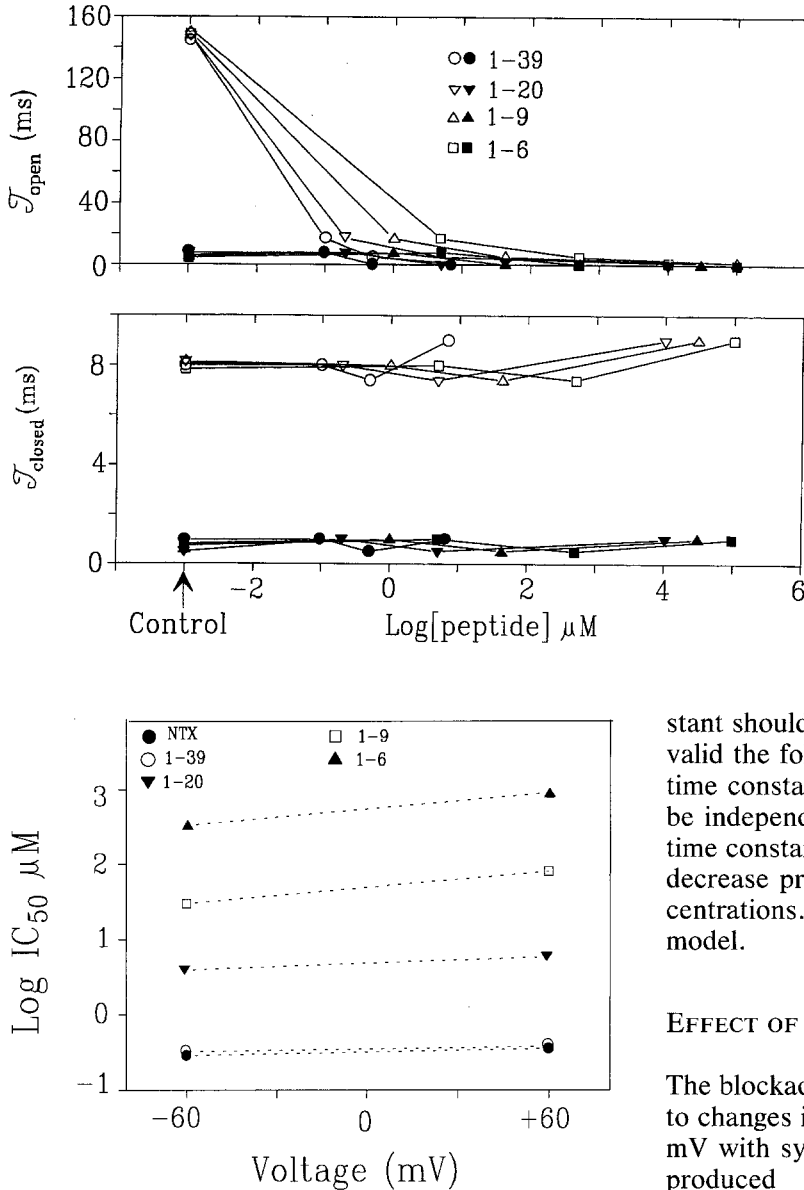 160
120
80
40
0
𝒯open (ms)
○● 1-39
▽▼ 1-20
△▲ 1-9
□■ 1-6
8
4
0
𝒯closed (ms)
-2 0 2 4 6
Control
Log[peptide] μM
● NTX
○ 1-39
▼ 1-20
□ 1-9
▲ 1-6
3
2
1
0
-1
Log IC50 μM
-60 0 +60
Voltage (mV)
stant should
valid the fo
time consta
be independ
time constan
decrease pr
centrations.
model.
EFFECT OF
The blockad
to changes i
mV with sy
produced